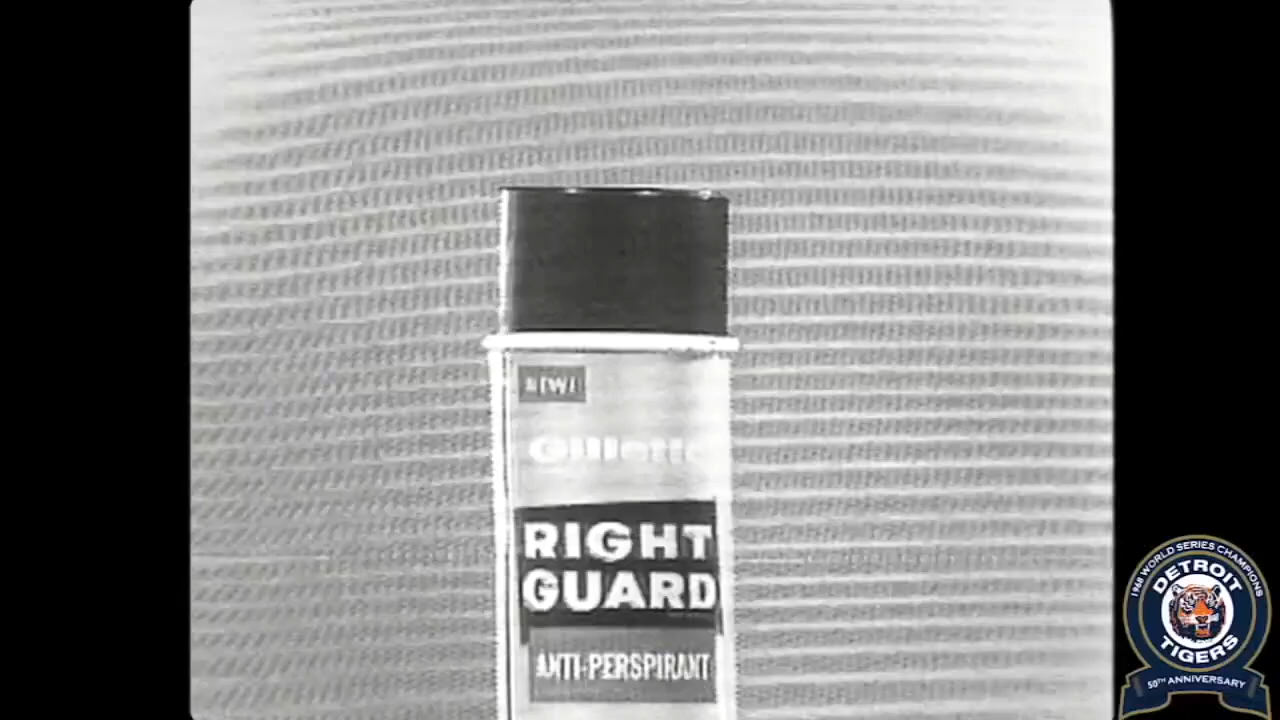 NEW!
Gillette
RIGHT
GUARD
ANTI-PERSPIRANT
1968 WORLD SERIES CHAMPIONS
DETROIT
TIGERS
50TH ANNIVERSARY